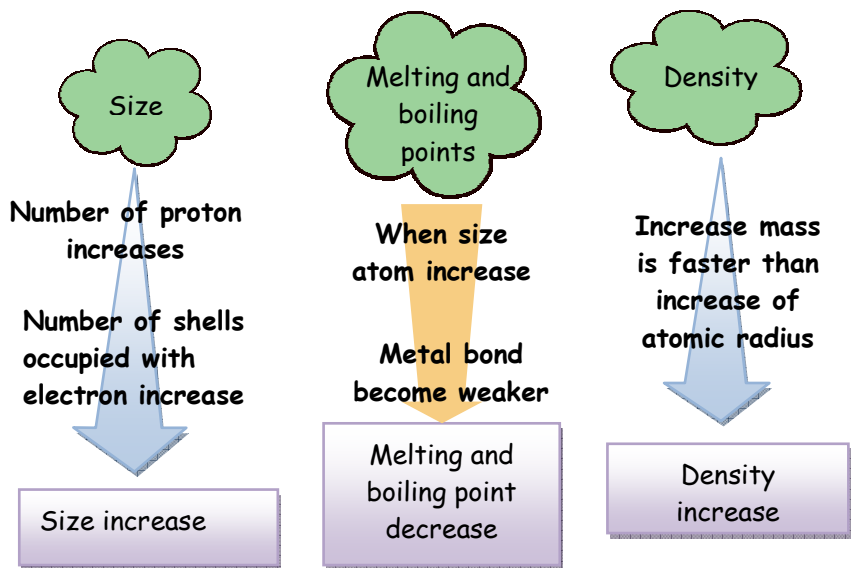 Size
Number of proton
increases
Number of shells
occupied with
electron increase
Size increase
Melting and
boiling
points
When size
atom increase
Metal bond
become weaker
Melting and
boiling point
decrease
Density
Increase mass
is faster than
increase of
atomic radius
Density
increase